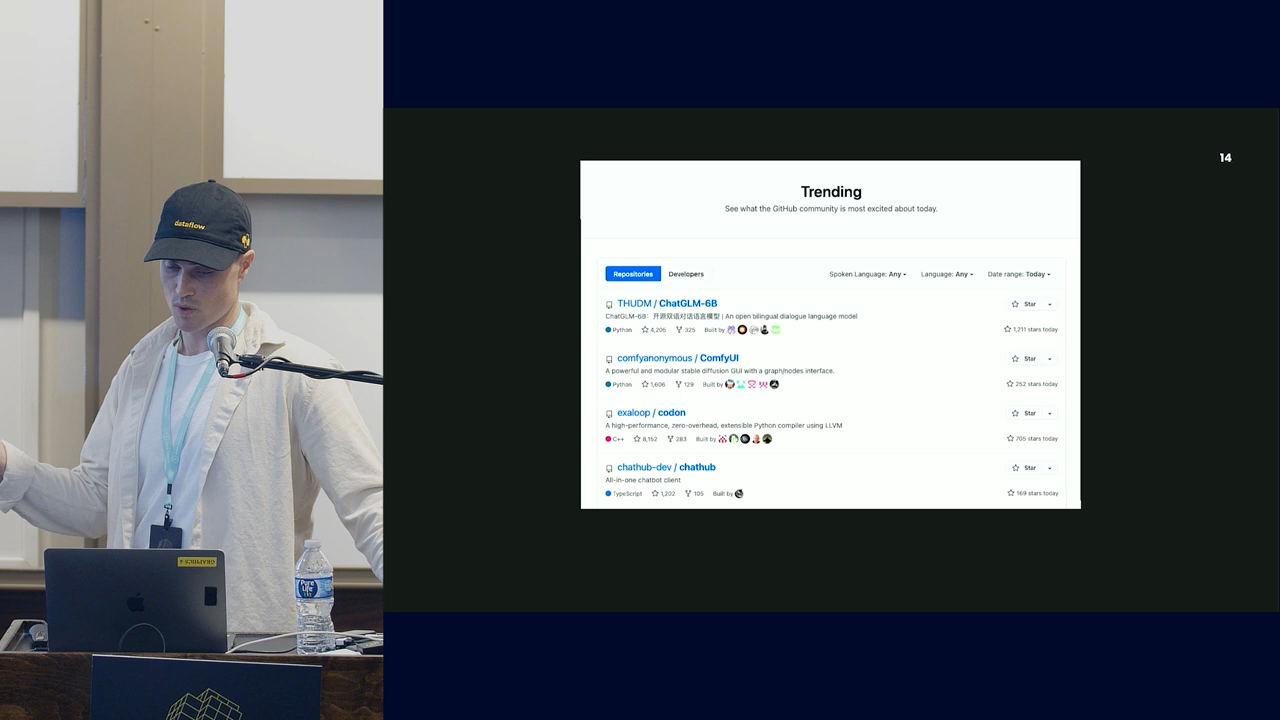 dataflow
GRAPHICS 4
Pure
Life
14
Trending
See what the GitHub community is most excited about today.
Repositories
Developers
Spoken Language: Any
Language: Any
Date range: Today
THUDM / ChatGLM-6B
Star
ChatGLM-6B：开源双语对话语言模型 | An open bilingual dialogue language model
Python 4,206 325 Built by
1,211 stars today
comfyanonymous / ComfyUI
Star
A powerful and modular stable diffusion GUI with a graph/nodes interface.
Python 1,606 129 Built by
252 stars today
exaloop / codon
Star
A high-performance, zero-overhead, extensible Python compiler using LLVM
C++ 8,152 283 Built by
705 stars today
chathub-dev / chathub
Star
All-in-one chatbot client
TypeScript 1,202 105 Built by
169 stars today